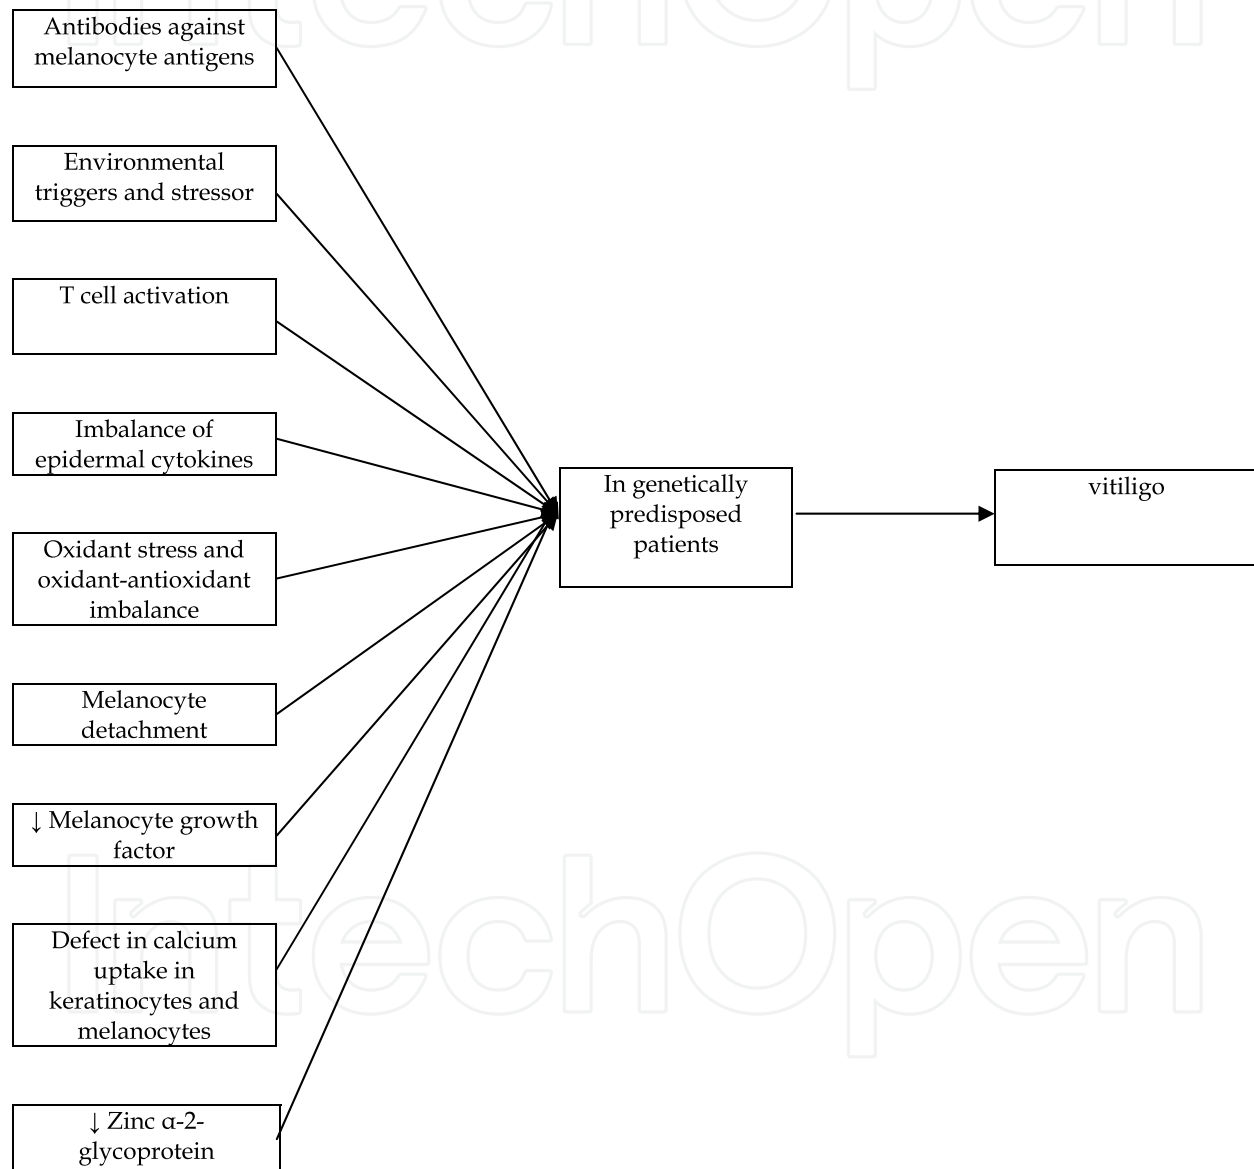 IntechOpen
Antibodies against
melanocyte antigens
Environmental
triggers and stressor
T cell activation
Imbalance of
epidermal cytokines
Oxidant stress and
oxidant-antioxidant
imbalance
Melanocyte
detachment
↓ Melanocyte growth
factor
Defect in calcium
uptake in
keratinocytes and
melanocytes
↓ Zinc α-2-
glycoprotein
In genetically
predisposed
patients
vitiligo
IntechOpen